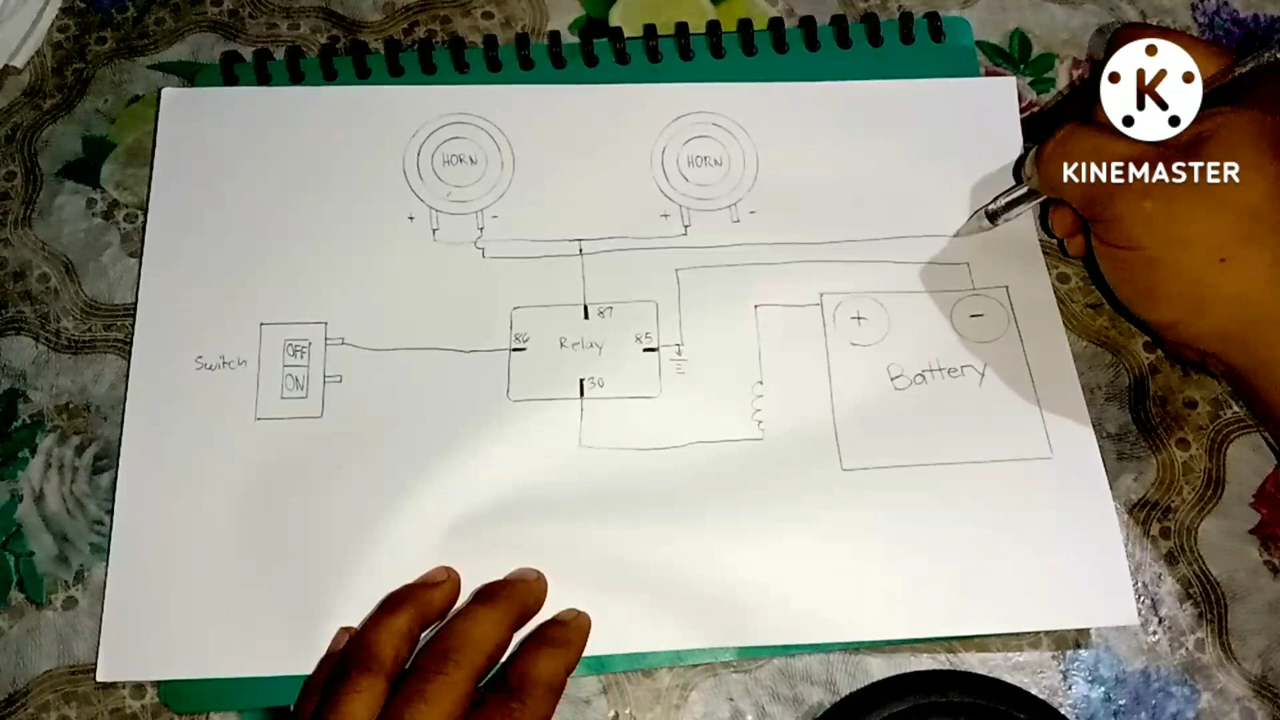 K
KINEMASTER
HORN
HORN
+ -
+ -
87
86 Relay 85
30
Switch
OFF
ON
+ -
Battery